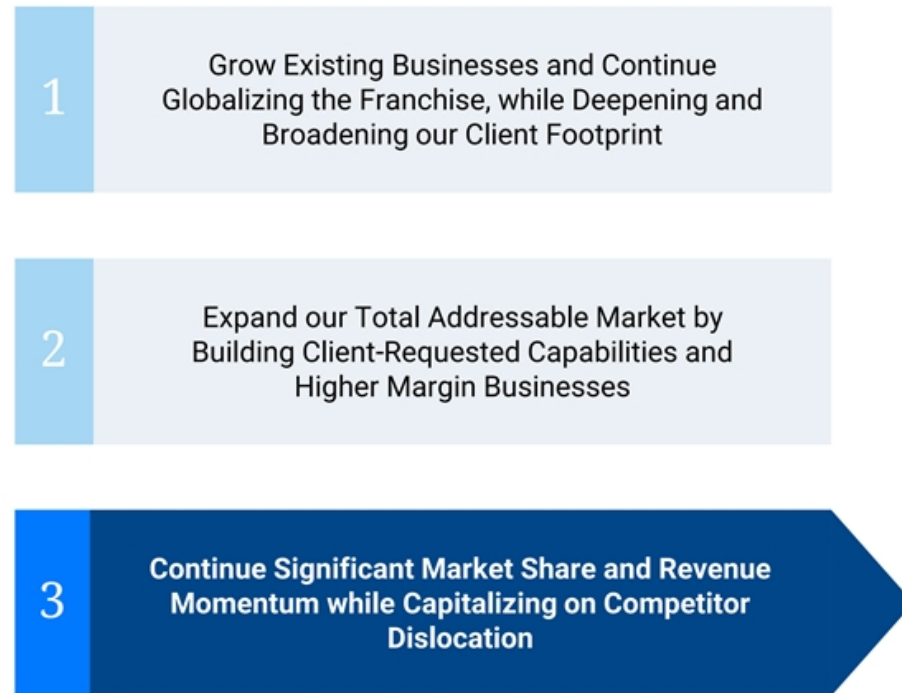 1
Grow Existing Businesses and Continue
Globalizing the Franchise, while Deepening and
Broadening our Client Footprint
2
Expand our Total Addressable Market by
Building Client-Requested Capabilities and
Higher Margin Businesses
3
Continue Significant Market Share and Revenue
Momentum while Capitalizing on Competitor
Dislocation